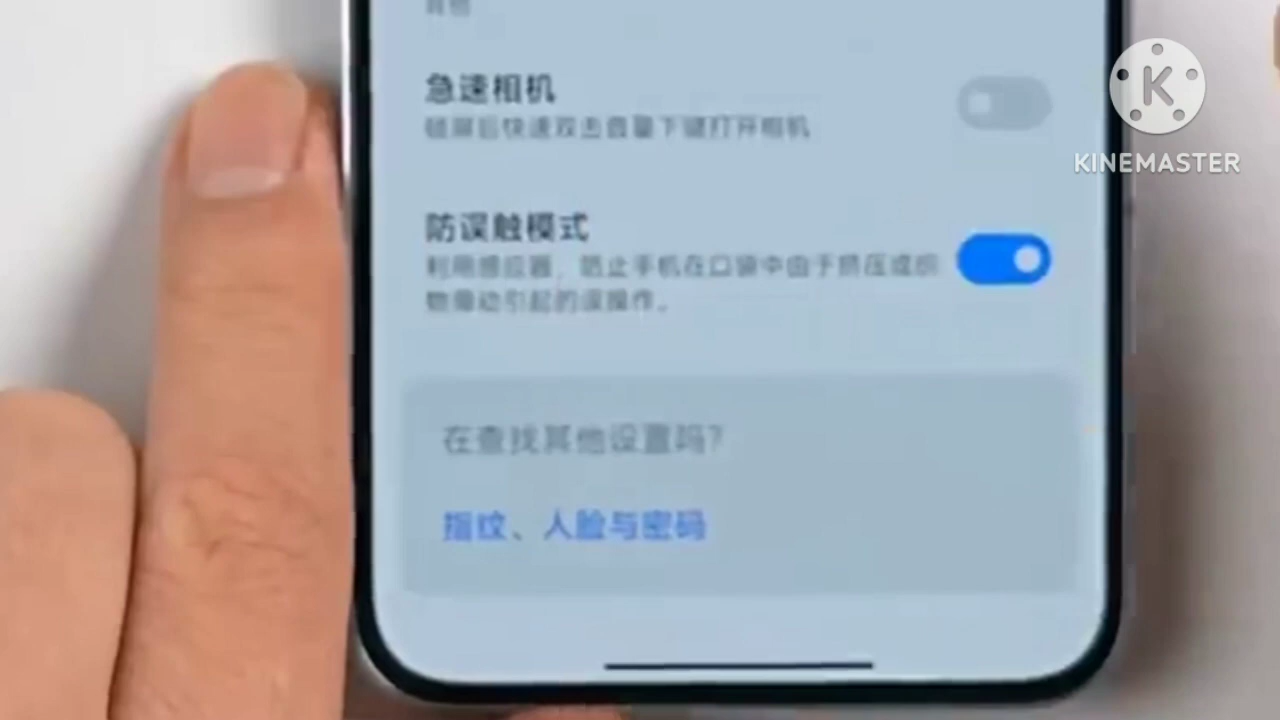 急速相机
锁屏后快速双击音量下键打开相机
防误触模式
利用感应器，防止手机在口袋中由于挤压或织
物滑动引起的误操作。
在查找其他设置吗？
指纹、人脸与密码
K
KINEMASTER